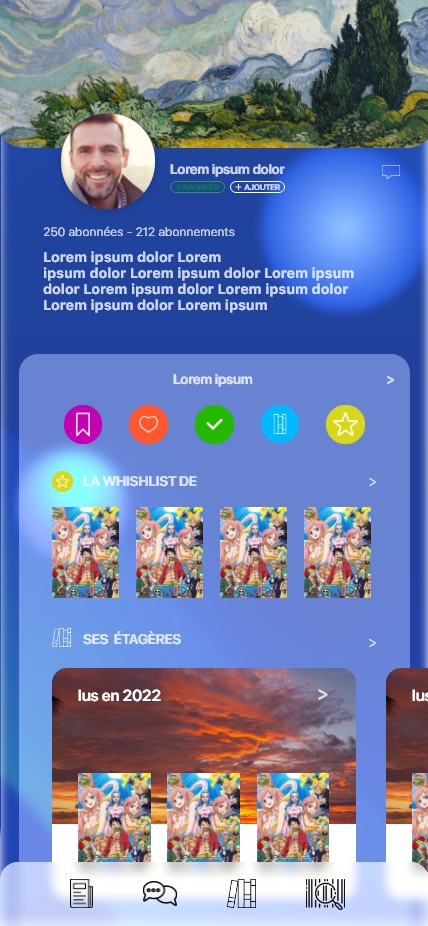 Lorem ipsum dolor
S'ABONNER + AJOUTER
250 abonnées - 212 abonnements
Lorem ipsum dolor Lorem
ipsum dolor Lorem ipsum dolor Lorem ipsum
dolor Lorem ipsum dolor Lorem ipsum dolor
Lorem ipsum dolor Lorem ipsum
Lorem ipsum >
LA WHISHLIST DE >
SES ÉTAGÈRES >
lus en 2022 >
lus